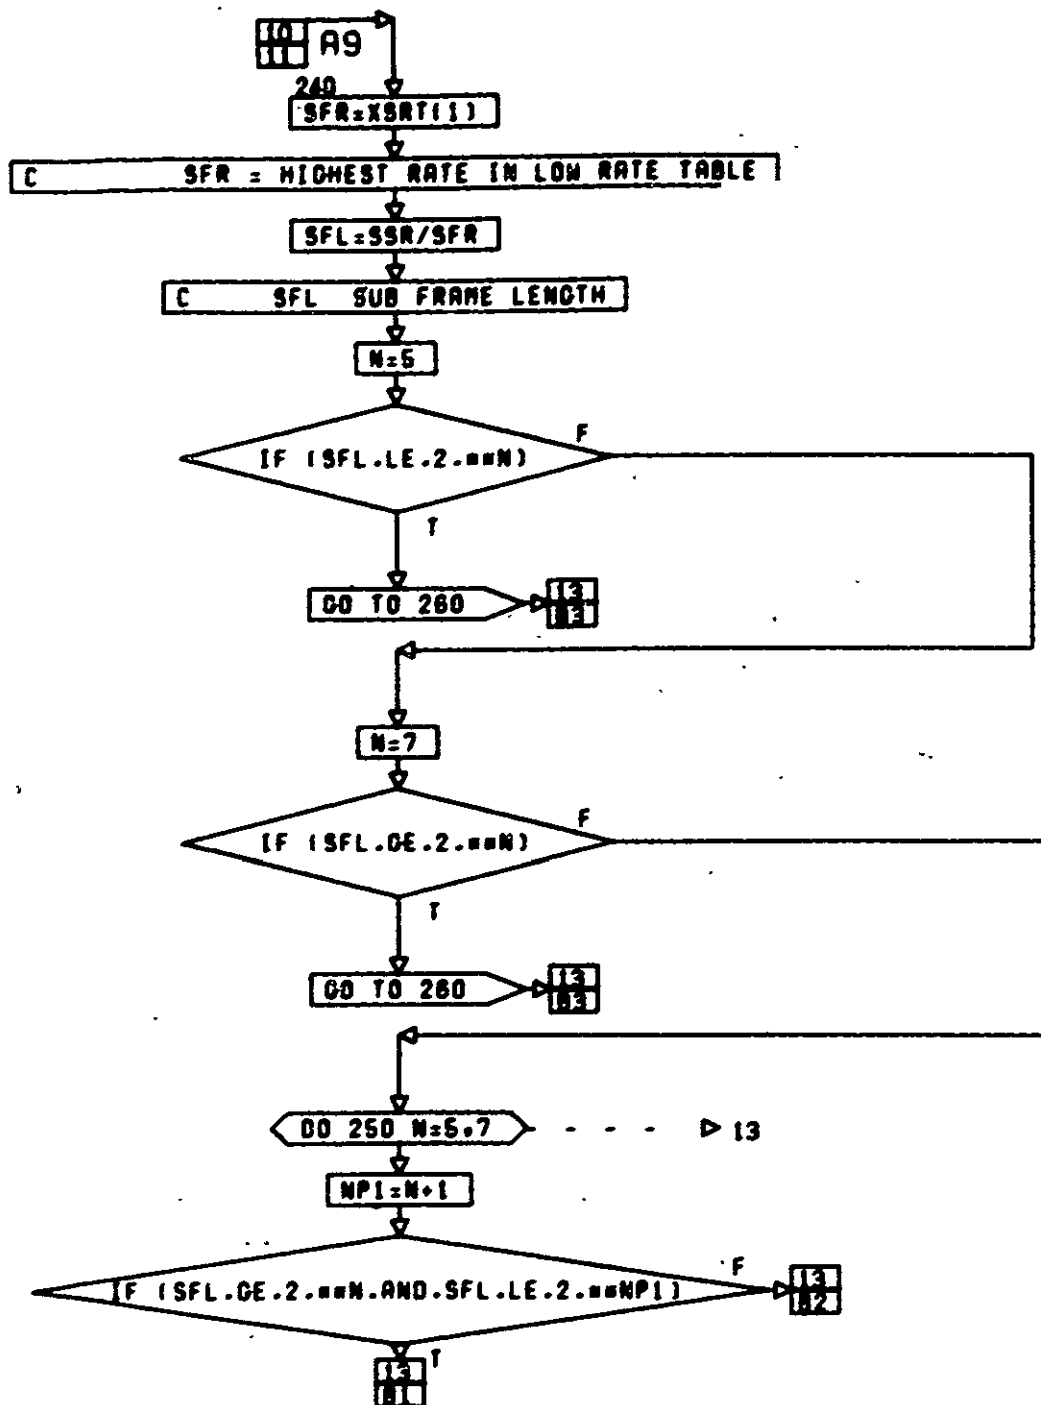 10
11
A9
240
SFR=XSRT(1)
C SFR = HIGHEST RATE IN LOW RATE TABLE
SFL=SSR/SFR
C SFL SUB FRAME LENGTH
N=5
IF (SFL.LE.2.**N)
F
T
GO TO 260
13
B3
N=7
IF (SFL.GE.2.**N)
F
T
GO TO 260
13
B3
DO 250 N=5,7
13
NP1=N+1
IF (SFL.GE.2.**N.AND.SFL.LE.2.**NP1)
F
13
B2
T
13
B1